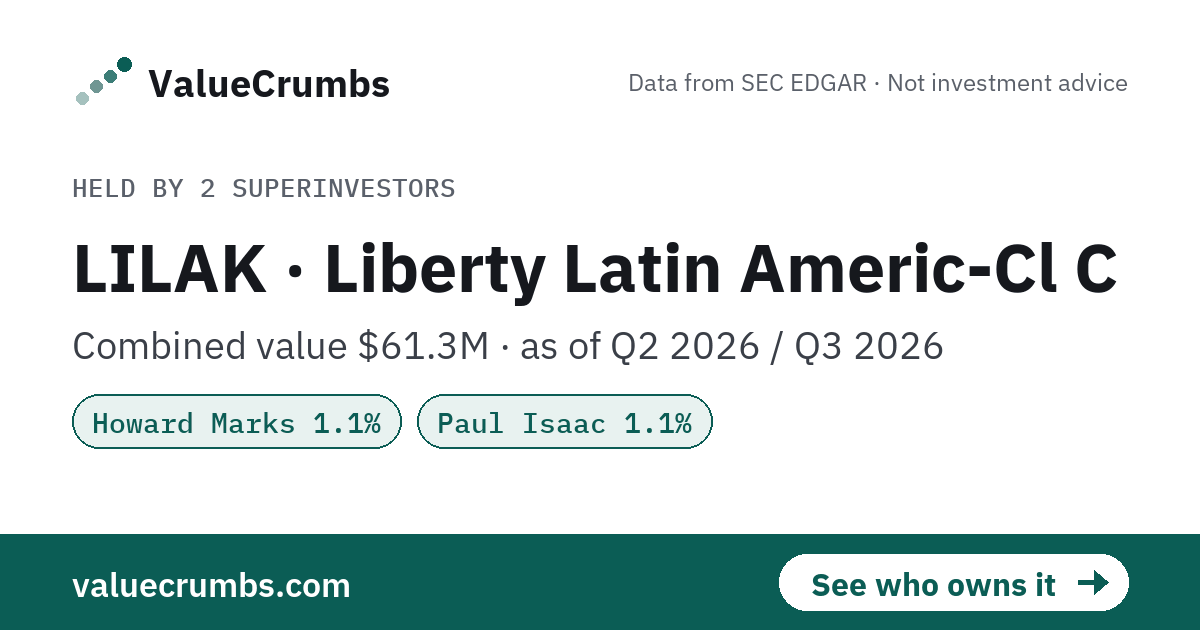 ValueCrumbs
Data from SEC EDGAR · Not investment advice
HELD BY 2 SUPERINVESTORS
LILAK · Liberty Latin Americ-Cl C
Combined value $61.3M · as of Q2 2026 / Q3 2026
Howard Marks 1.1%
Paul Isaac 1.1%
valuecrumbs.com
See who owns it →